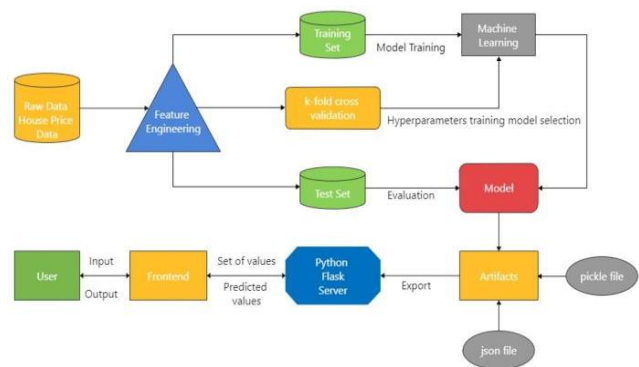 Training
Set
Model Training
Machine
Learning
Raw Data
House Price
Data
Feature
Engineering
k-fold cross
validation
Hyperparameters training model selection
Test Set
Evaluation
Model
User
Input
Output
Frontend
Set of values
Predicted
values
Python
Flask
Server
Export
Artifacts
pickle file
json file